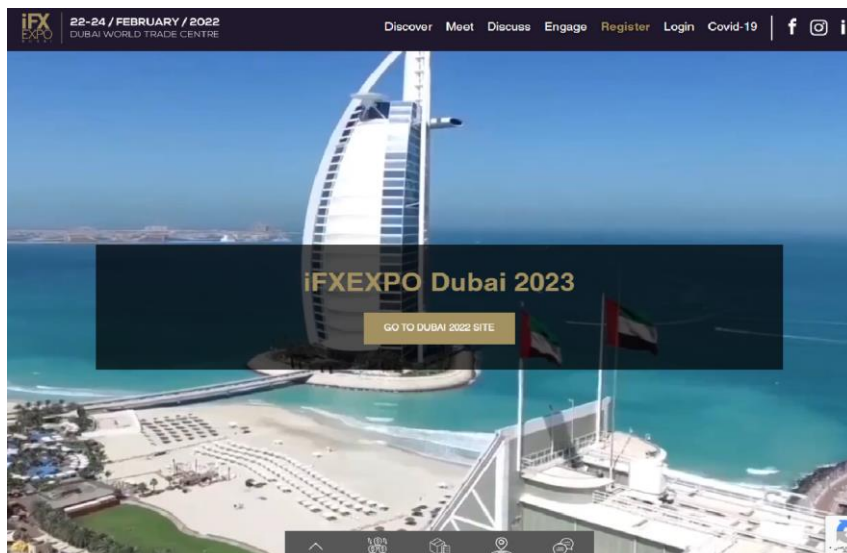 iFX
EXPO
DUBAI
22-24 / FEBRUARY / 2022
DUBAI WORLD TRADE CENTRE
Discover Meet Discuss Engage Register Login Covid-19
iFXEXPO Dubai 2023
GO TO DUBAI 2022 SITE